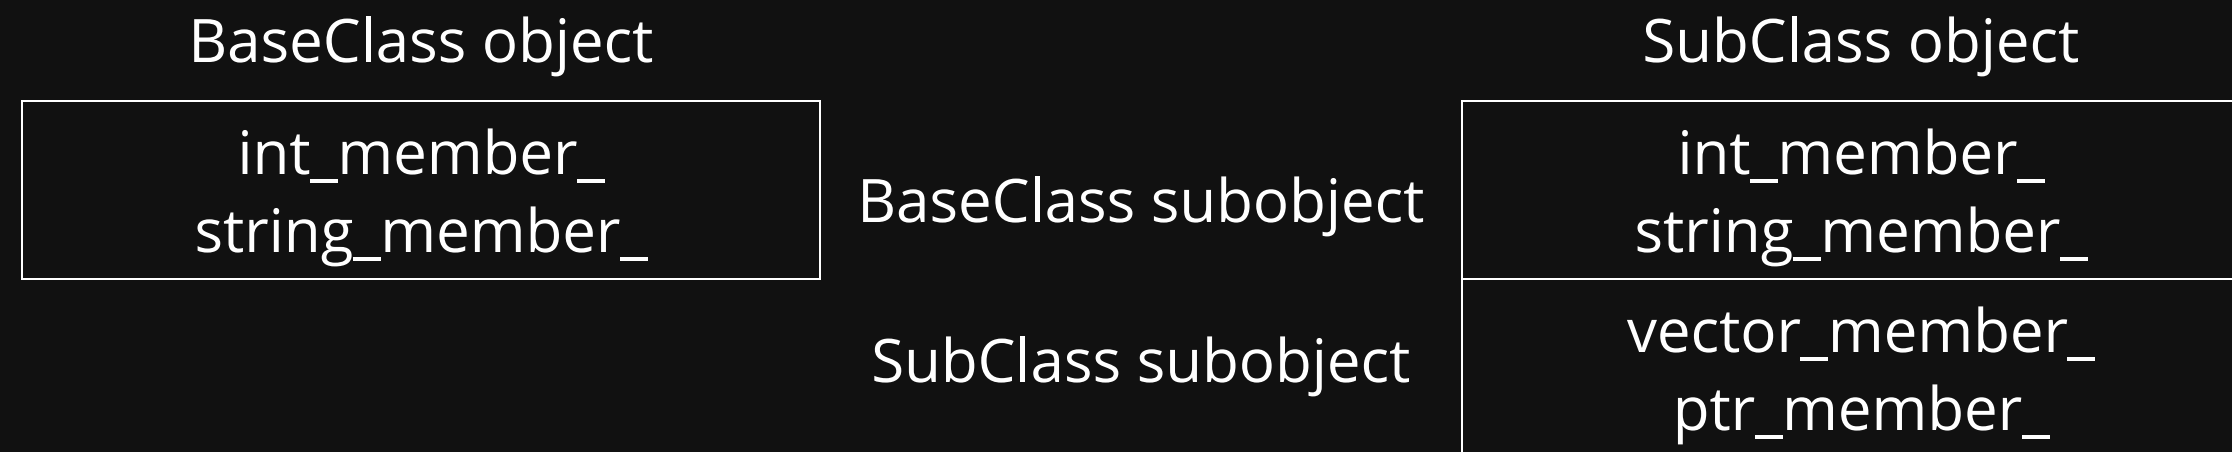 BaseClass object
SubClass object
int_member_
string_member_
BaseClass subobject
int_member_
string_member_
SubClass subobject
vector_member_
ptr_member_